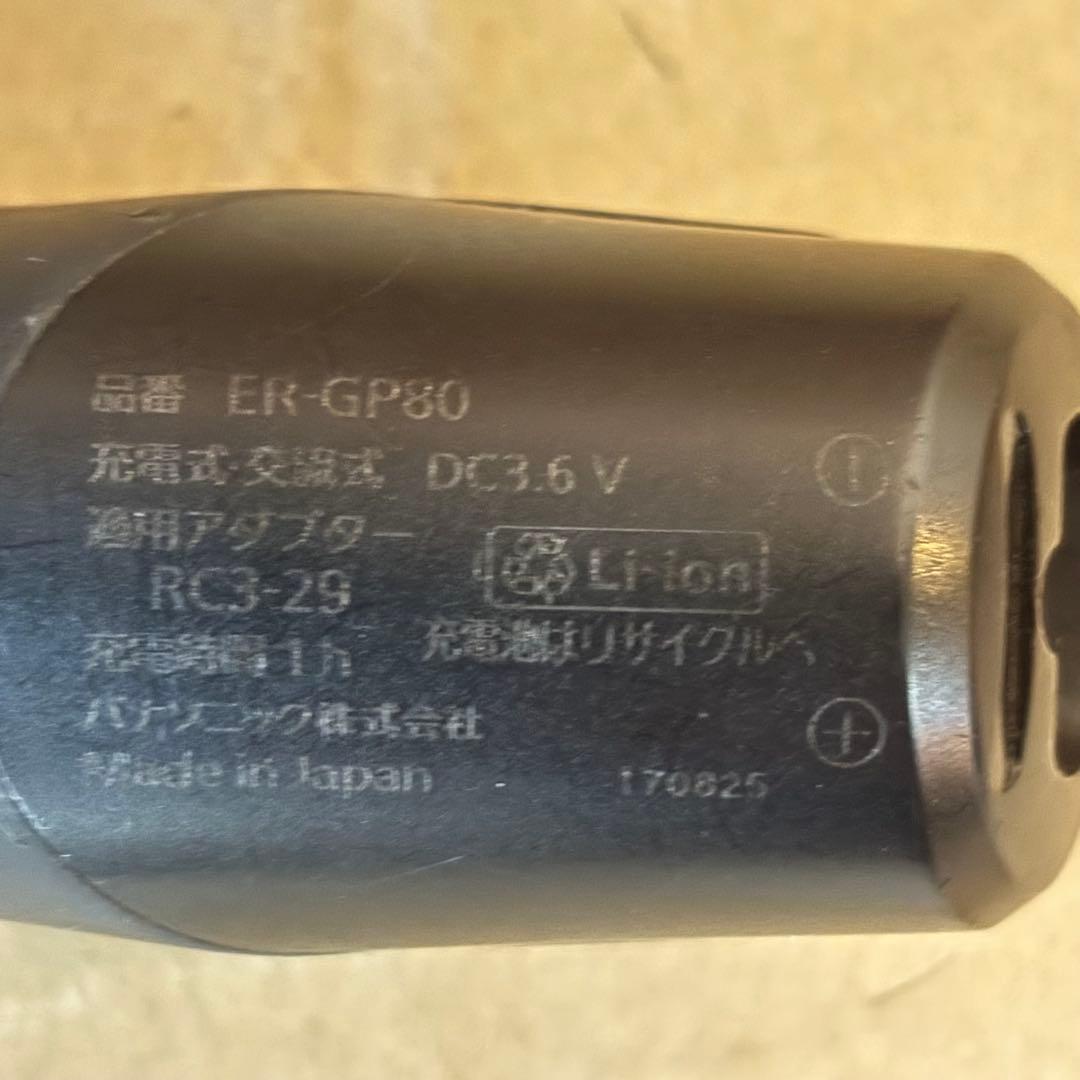 品番 ER-GP80
充電式・交流式 DC3.6 V
適用アダプター
RC3-29
Li-ion
充電時間 1h
充電池はリサイクルへ
パナソニック株式会社
Made in Japan
170825